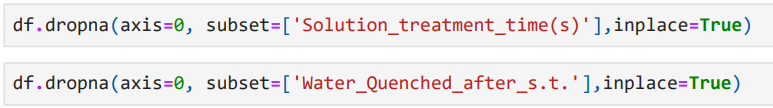 df.dropna(axis=0, subset=['Solution_treatment_time(s)'],inplace=True)
df.dropna(axis=0, subset=['Water_Quenched_after_s.t.'],inplace=True)